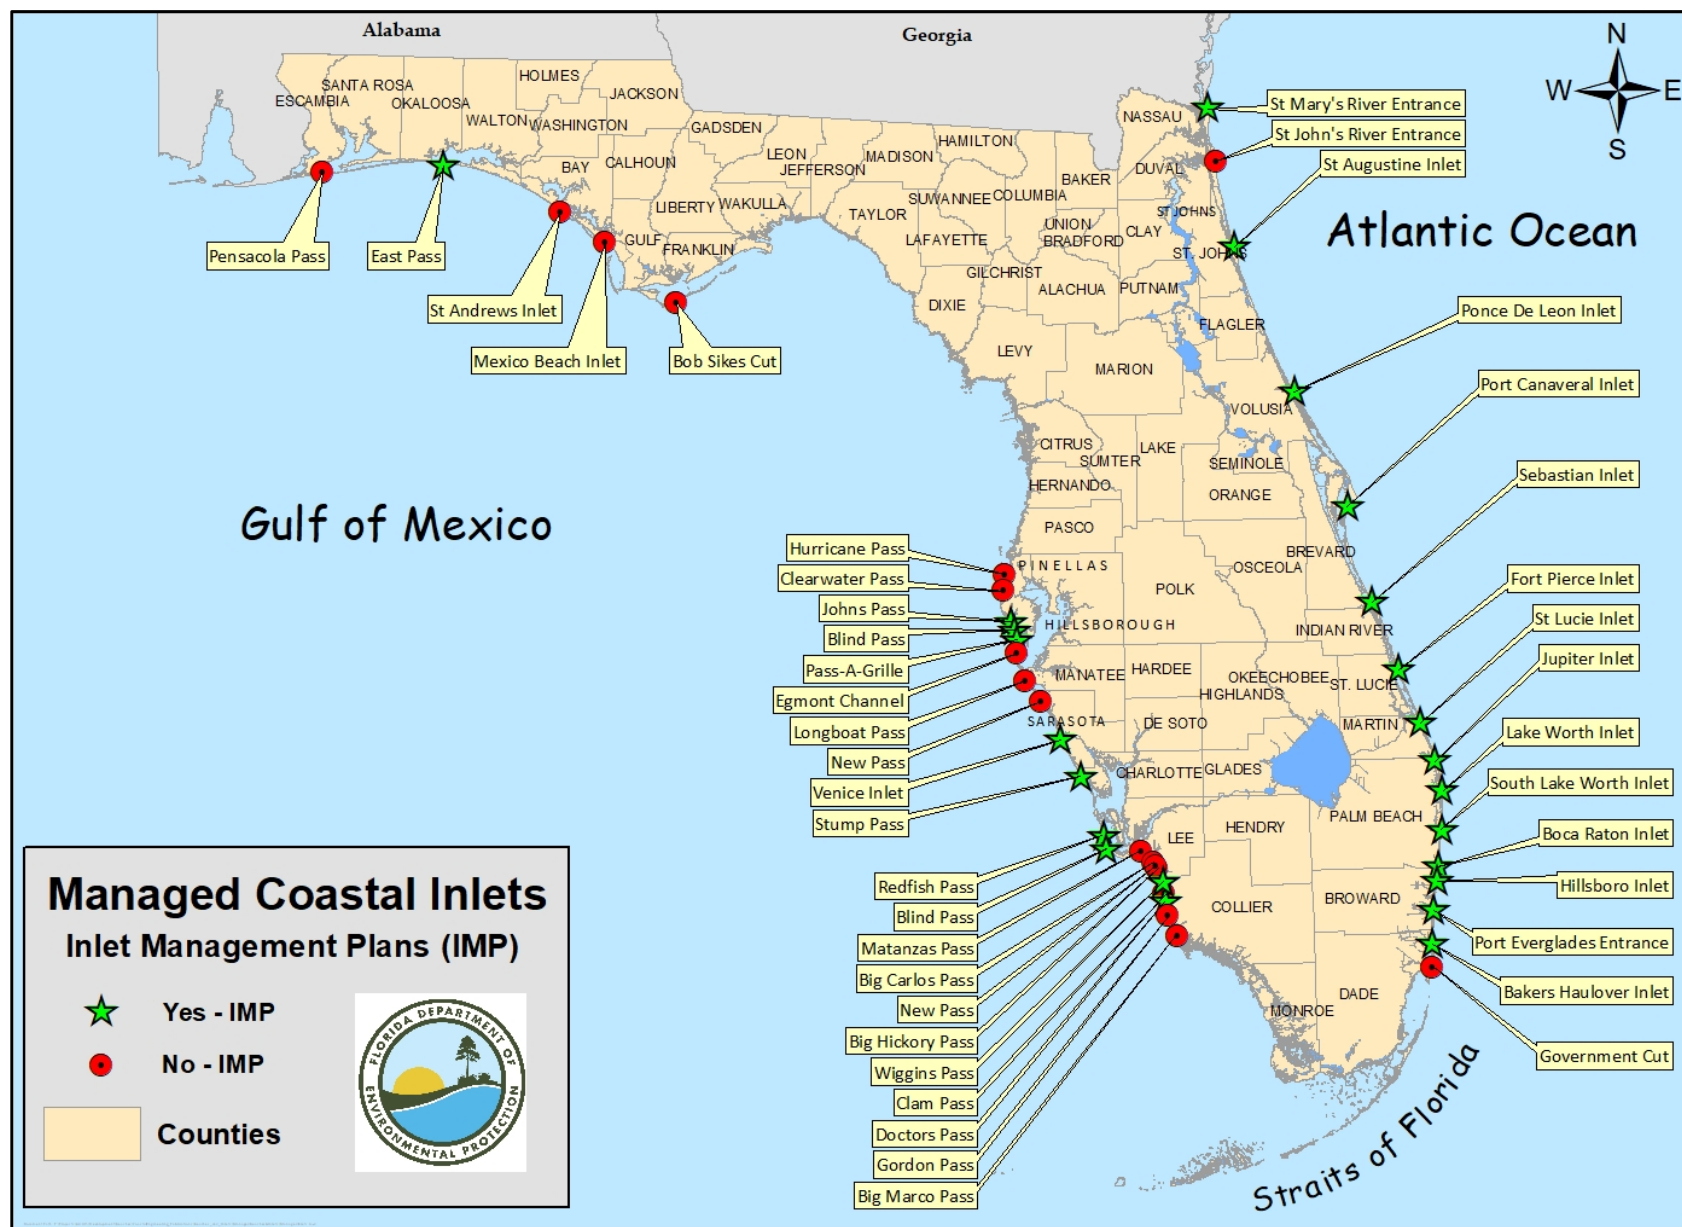 Alabama
Georgia
N
W E
S
HOLMES
SANTA ROSA
ESCAMBIA
OKALOOSA
JACKSON
WALTON
WASHINGTON
GADSDEN
BAY
CALHOUN
LEON
JEFFERSON
MADISON
HAMILTON
LIBERTY
WAKULLA
GULF
FRANKLIN
TAYLOR
SUWANNEE
COLUMBIA
BAKER
NASSAU
DUVAL
ST JOHNS
UNION
BRADFORD
CLAY
LAFAYETTE
ST. JOHNS
GILCHRIST
ALACHUA
PUTNAM
DIXIE
FLAGLER
LEVY
MARION
VOLUSIA
CITRUS
LAKE
SUMTER
SEMINOLE
HERNANDO
ORANGE
PASCO
BREVARD
PINELLAS
OSCEOLA
POLK
HILLSBOROUGH
INDIAN RIVER
MANATEE
HARDEE
OKEECHOBEE
HIGHLANDS
ST. LUCIE
SARASOTA
DE SOTO
MARTIN
CHARLOTTE
GLADES
LEE
HENDRY
PALM BEACH
COLLIER
BROWARD
DADE
MONROE
Pensacola Pass
East Pass
St Andrews Inlet
Mexico Beach Inlet
Bob Sikes Cut
St Mary's River Entrance
St John's River Entrance
St Augustine Inlet
Atlantic Ocean
Ponce De Leon Inlet
Port Canaveral Inlet
Sebastian Inlet
Fort Pierce Inlet
St Lucie Inlet
Jupiter Inlet
Lake Worth Inlet
South Lake Worth Inlet
Boca Raton Inlet
Hillsboro Inlet
Port Everglades Entrance
Bakers Haulover Inlet
Government Cut
Straits of Florida
Gulf of Mexico
Hurricane Pass
Clearwater Pass
Johns Pass
Blind Pass
Pass-A-Grille
Egmont Channel
Longboat Pass
New Pass
Venice Inlet
Stump Pass
Redfish Pass
Blind Pass
Matanzas Pass
Big Carlos Pass
New Pass
Big Hickory Pass
Wiggins Pass
Clam Pass
Doctors Pass
Gordon Pass
Big Marco Pass
Managed Coastal Inlets
Inlet Management Plans (IMP)
Yes - IMP
No - IMP
Counties
FLORIDA DEPARTMENT OF
ENVIRONMENTAL PROTECTION